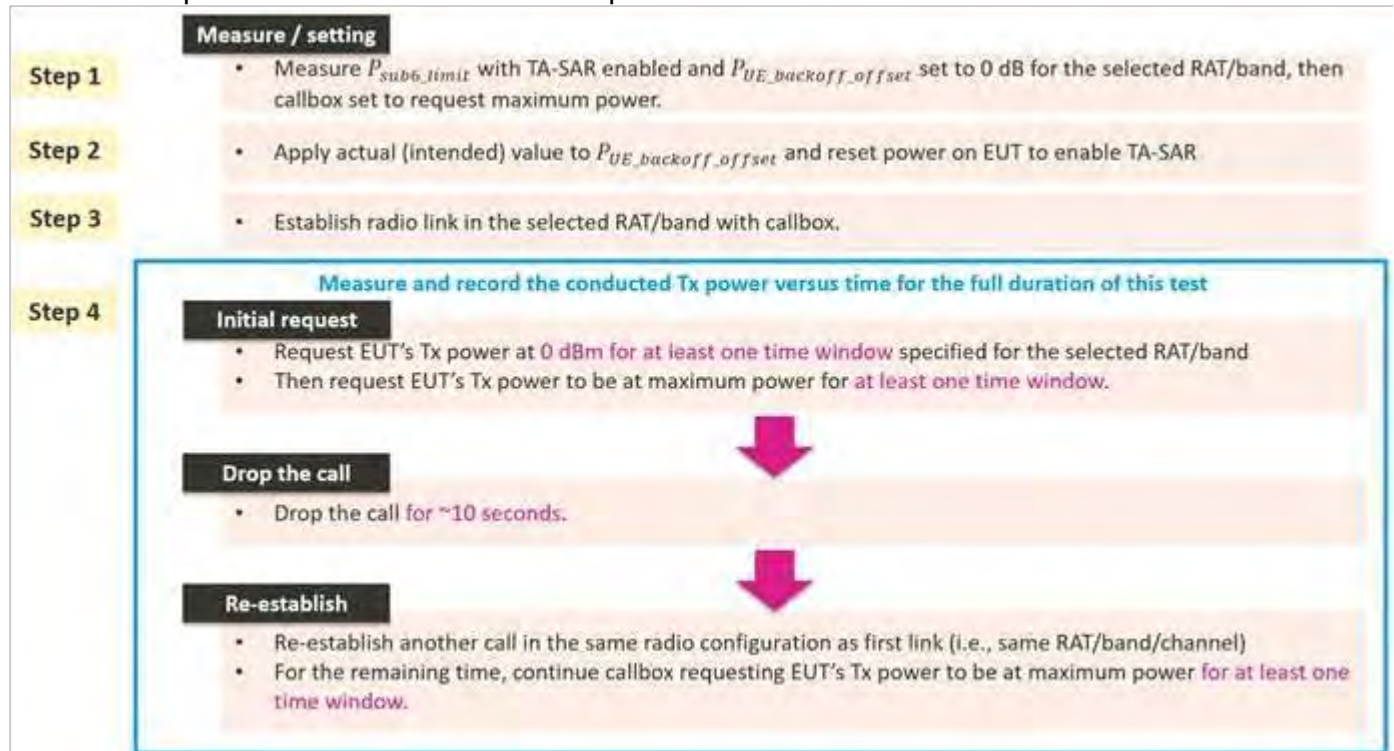 Measure / setting
Step 1
• Measure P_sub6_limit with TA-SAR enabled and P_UE_backoff_offset set to 0 dB for the selected RAT/band, then
callbox set to request maximum power.
Step 2
• Apply actual (intended) value to P_UE_backoff_offset and reset power on EUT to enable TA-SAR
Step 3
• Establish radio link in the selected RAT/band with callbox.
Measure and record the conducted Tx power versus time for the full duration of this test
Step 4
Initial request
• Request EUT's Tx power at 0 dBm for at least one time window specified for the selected RAT/band
• Then request EUT's Tx power to be at maximum power for at least one time window.
Drop the call
• Drop the call for ~10 seconds.
Re-establish
• Re-establish another call in the same radio configuration as first link (i.e., same RAT/band/channel)
• For the remaining time, continue callbox requesting EUT's Tx power to be at maximum power for at least one
time window.